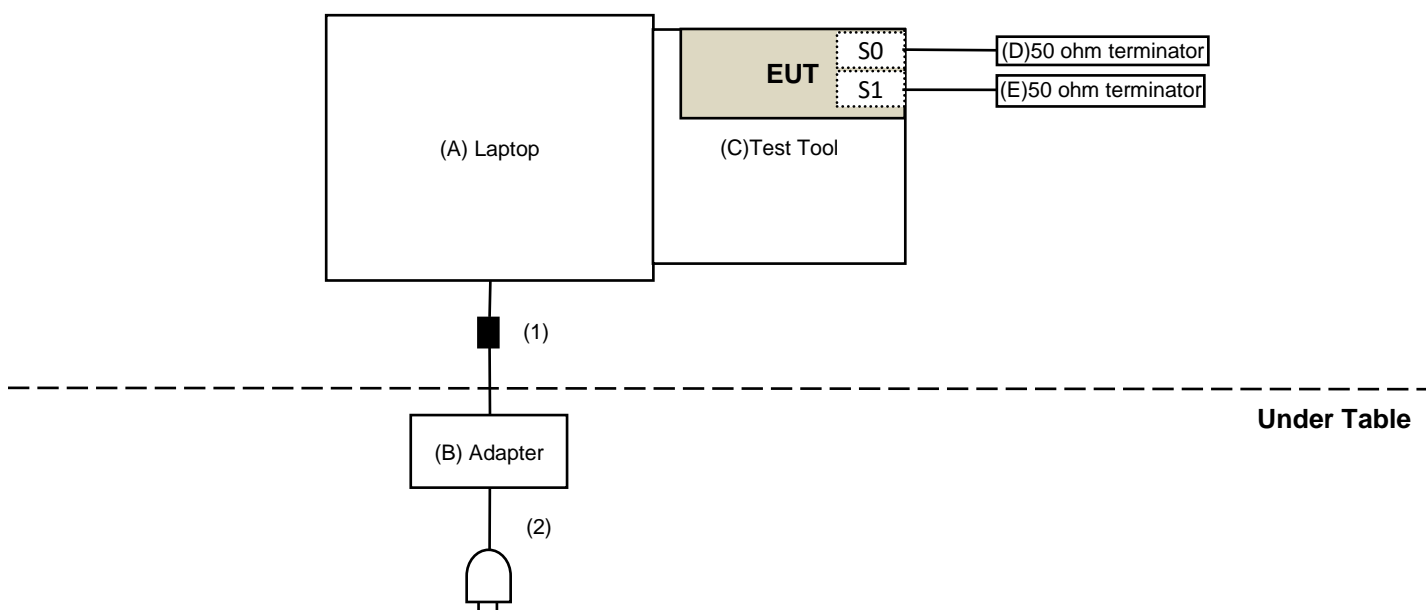 S0
(D)50 ohm terminator
EUT
S1
(E)50 ohm terminator
(A) Laptop
(C)Test Tool
(1)
Under Table
(B) Adapter
(2)